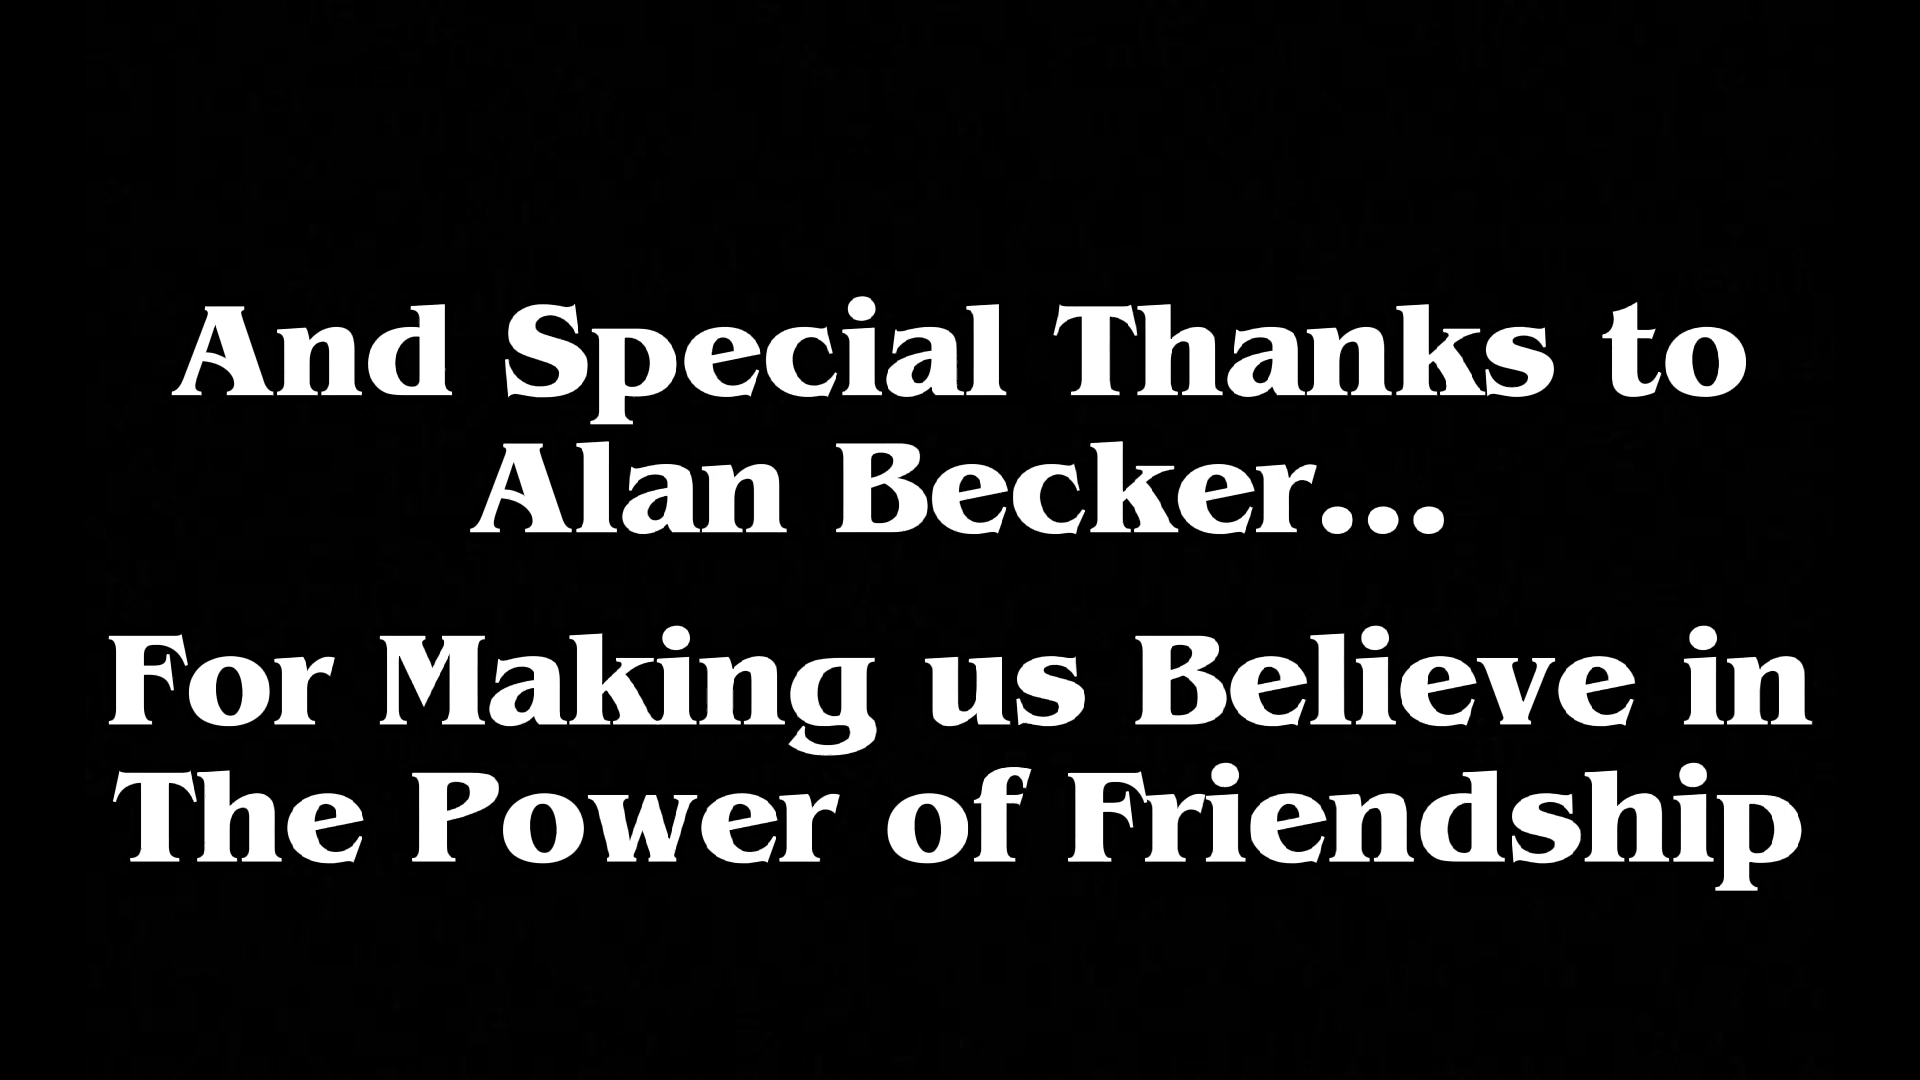 And Special Thanks to
Alan Becker...
For Making us Believe in
The Power of Friendship